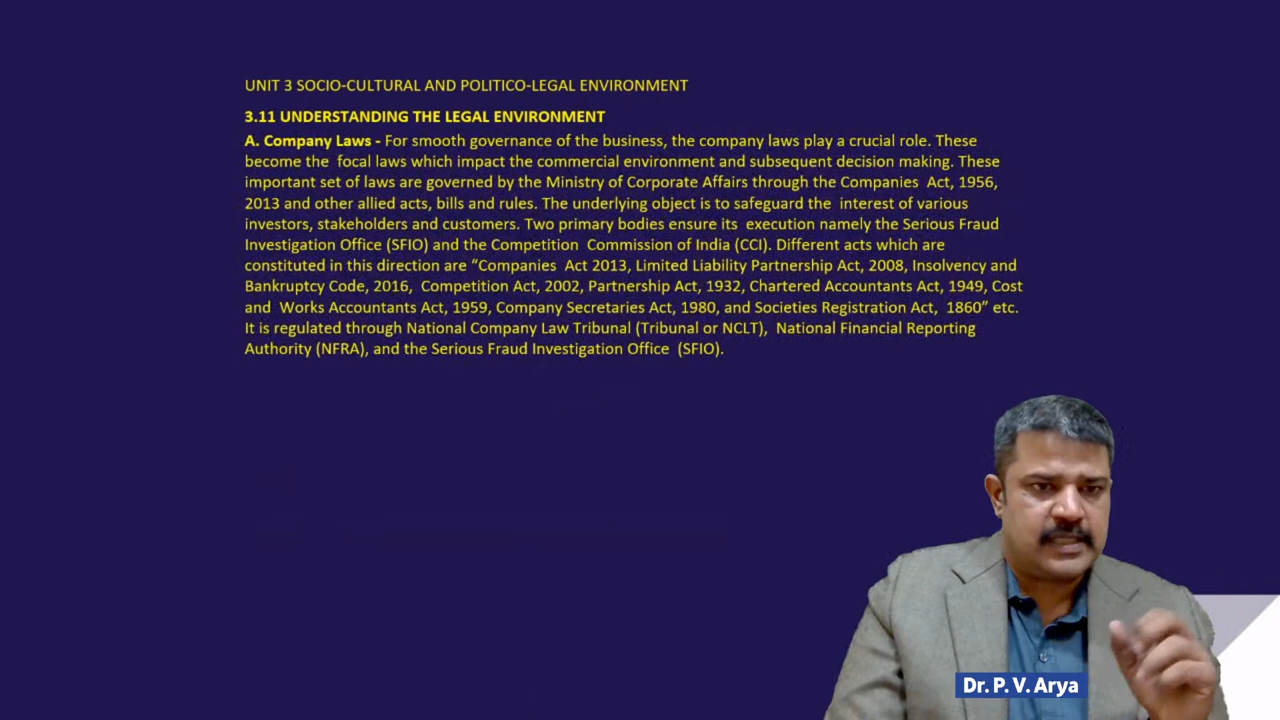 UNIT 3 SOCIO-CULTURAL AND POLITICO-LEGAL ENVIRONMENT
3.11 UNDERSTANDING THE LEGAL ENVIRONMENT
A. Company Laws - For smooth governance of the business, the company laws play a crucial role. These
become the focal laws which impact the commercial environment and subsequent decision making. These
important set of laws are governed by the Ministry of Corporate Affairs through the Companies Act, 1956,
2013 and other allied acts, bills and rules. The underlying object is to safeguard the interest of various
investors, stakeholders and customers. Two primary bodies ensure its execution namely the Serious Fraud
Investigation Office (SFIO) and the Competition Commission of India (CCI). Different acts which are
constituted in this direction are “Companies Act 2013, Limited Liability Partnership Act, 2008, Insolvency and
Bankruptcy Code, 2016, Competition Act, 2002, Partnership Act, 1932, Chartered Accountants Act, 1949, Cost
and Works Accountants Act, 1959, Company Secretaries Act, 1980, and Societies Registration Act, 1860” etc.
It is regulated through National Company Law Tribunal (Tribunal or NCLT), National Financial Reporting
Authority (NFRA), and the Serious Fraud Investigation Office (SFIO).
Dr. P. V. Arya